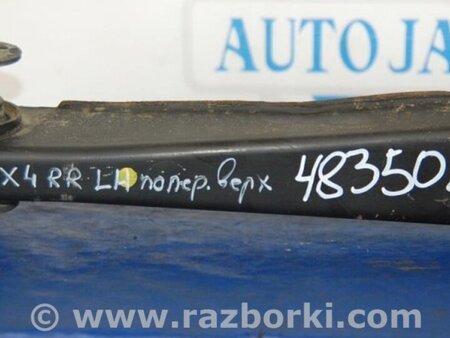 AUTO JA
X4 RR LH попер. верх 48350
© www.razborki.com